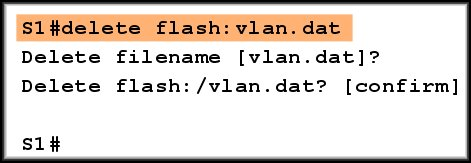 S1#delete flash:vlan.dat
Delete filename [vlan.dat]?
Delete flash:/vlan.dat? [confirm]
S1#